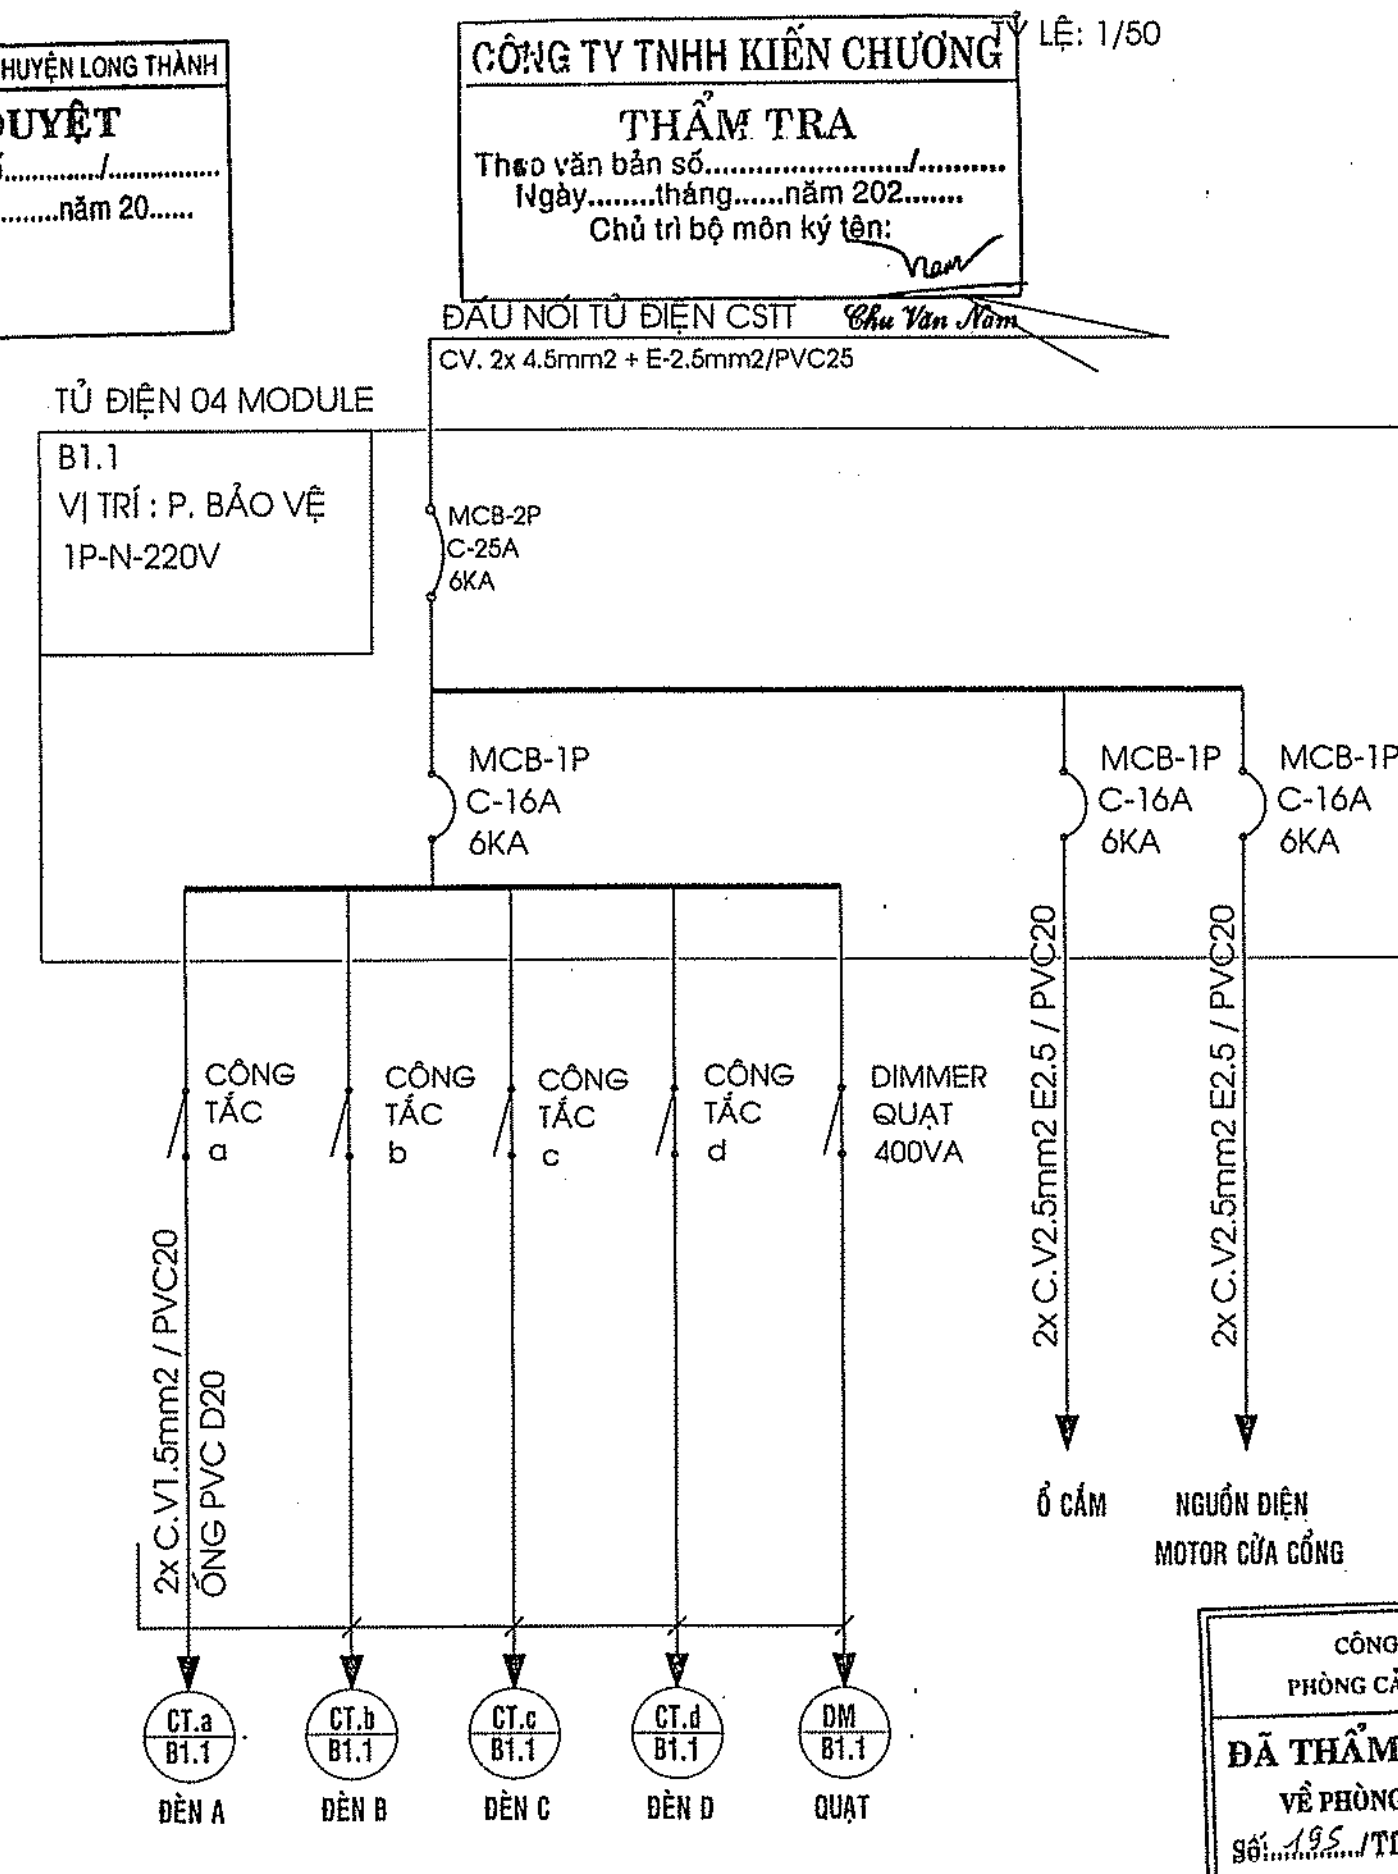 HUYỆN LONG THÀNH
DUYỆT
............/...............
.........năm 20......
CÔNG TY TNHH KIẾN CHƯƠNG
THẨM TRA
Theo văn bản số......................./..........
Ngày........tháng......năm 202.......
Chủ trì bộ môn ký tên:
Nam
Chu Văn Nam
TỶ LỆ: 1/50
ĐẤU NỐI TỦ ĐIỆN CSTT
CV. 2x 4.5mm2 + E-2.5mm2/PVC25
TỦ ĐIỆN 04 MODULE
B1.1
VỊ TRÍ : P. BẢO VỆ
1P-N-220V
MCB-2P
C-25A
6KA
MCB-1P
C-16A
6KA
MCB-1P
C-16A
6KA
MCB-1P
C-16A
6KA
CÔNG
TẮC
a
CÔNG
TẮC
b
CÔNG
TẮC
c
CÔNG
TẮC
d
DIMMER
QUẠT
400VA
2x C.V1.5mm2 / PVC20
ỐNG PVC D20
2x C.V2.5mm2 E2.5 / PVC20
2x C.V2.5mm2 E2.5 / PVC20
Ổ CẮM
NGUỒN ĐIỆN
MOTOR CỬA CỔNG
CT.a
B1.1
ĐÈN A
CT.b
B1.1
ĐÈN B
CT.c
B1.1
ĐÈN C
CT.d
B1.1
ĐÈN D
DM
B1.1
QUẠT
CÔNG
PHÒNG CẢ
ĐÃ THẨM
VỀ PHÒNG
Số:...195.../TD